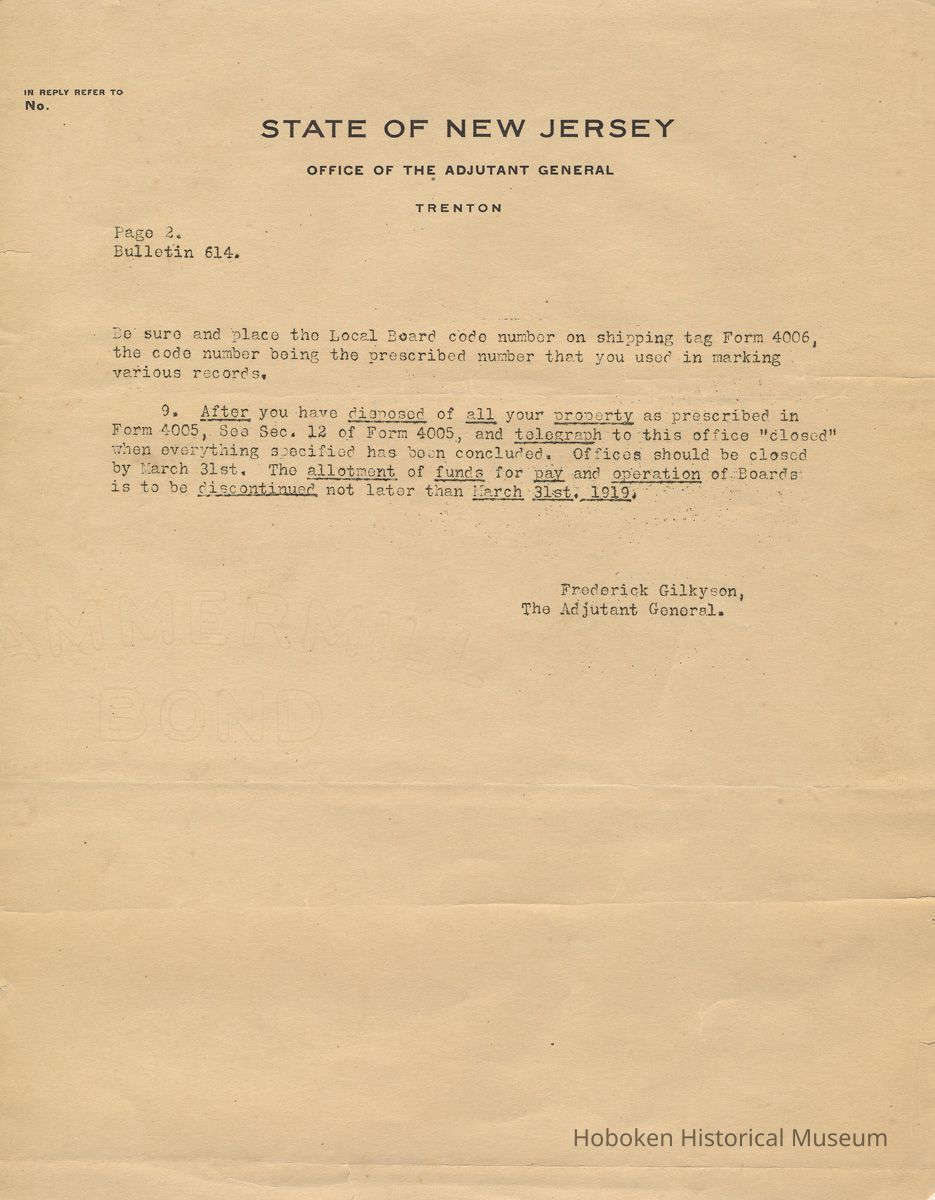 IN REPLY REFER TO
No.
STATE OF NEW JERSEY
OFFICE OF THE ADJUTANT GENERAL
TRENTON
Page 2.
Bulletin 614.
Be sure and place the Local Board code number on shipping tag Form 4006,
the code number being the prescribed number that you used in marking
various records.
9. After you have disposed of all your property as prescribed in
Form 4005, See Sec. 12 of Form 4005, and telegraph to this office "closed"
when everything specified has been concluded. Offices should be closed
by March 31st. The allotment of funds for pay and operation of Boards
is to be discontinued not later than March 31st, 1919.
Frederick Gilkyson,
The Adjutant General.
HAMMERMILL
BOND
Hoboken Historical Museum